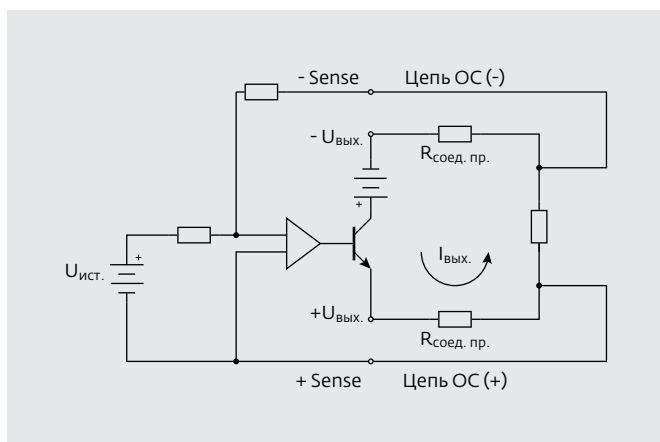 - Sense Цепь ОС (-)
- Uвых.
Rсоед. пр.
+
+
Uист.
Iвых.
+Uвых.
Rсоед. пр.
+ Sense Цепь ОС (+)